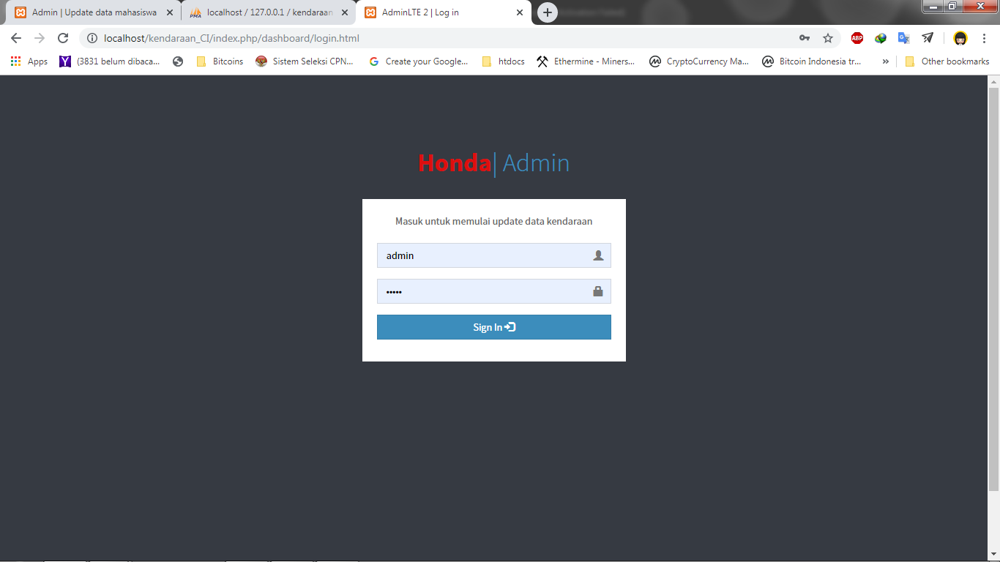 Admin | Update data mahasiswa
PMA localhost / 127.0.0.1 / kendaraan
AdminLTE 2 | Log in
localhost/kendaraan_CI/index.php/dashboard/login.html
ABP
Apps
Y (3831 belum dibaca...
Bitcoins
Sistem Seleksi CPN...
G Create your Google...
htdocs
Ethermine - Miners...
CryptoCurrency Ma...
Bitcoin Indonesia tr...
»
Other bookmarks
Honda| Admin
Masuk untuk memulai update data kendaraan
admin
•••••
Sign In